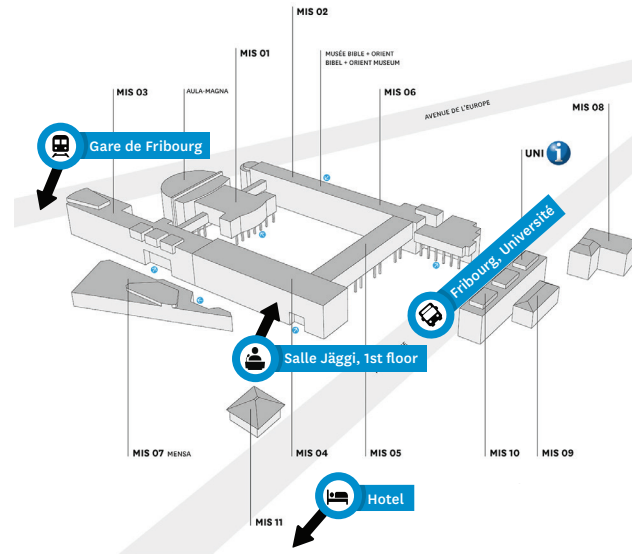 MIS 02
MIS 01
MUSÉE BIBLE + ORIENT
BIBEL + ORIENT MUSEUM
MIS 03
AULA-MAGNA
MIS 06
AVENUE DE L'EUROPE
MIS 08
UNI i
Gare de Fribourg
Fribourg, Université
Salle Jäggi, 1st floor
MIS 07 MENSA
MIS 04
MIS 05
MIS 10
MIS 09
Hotel
MIS 11